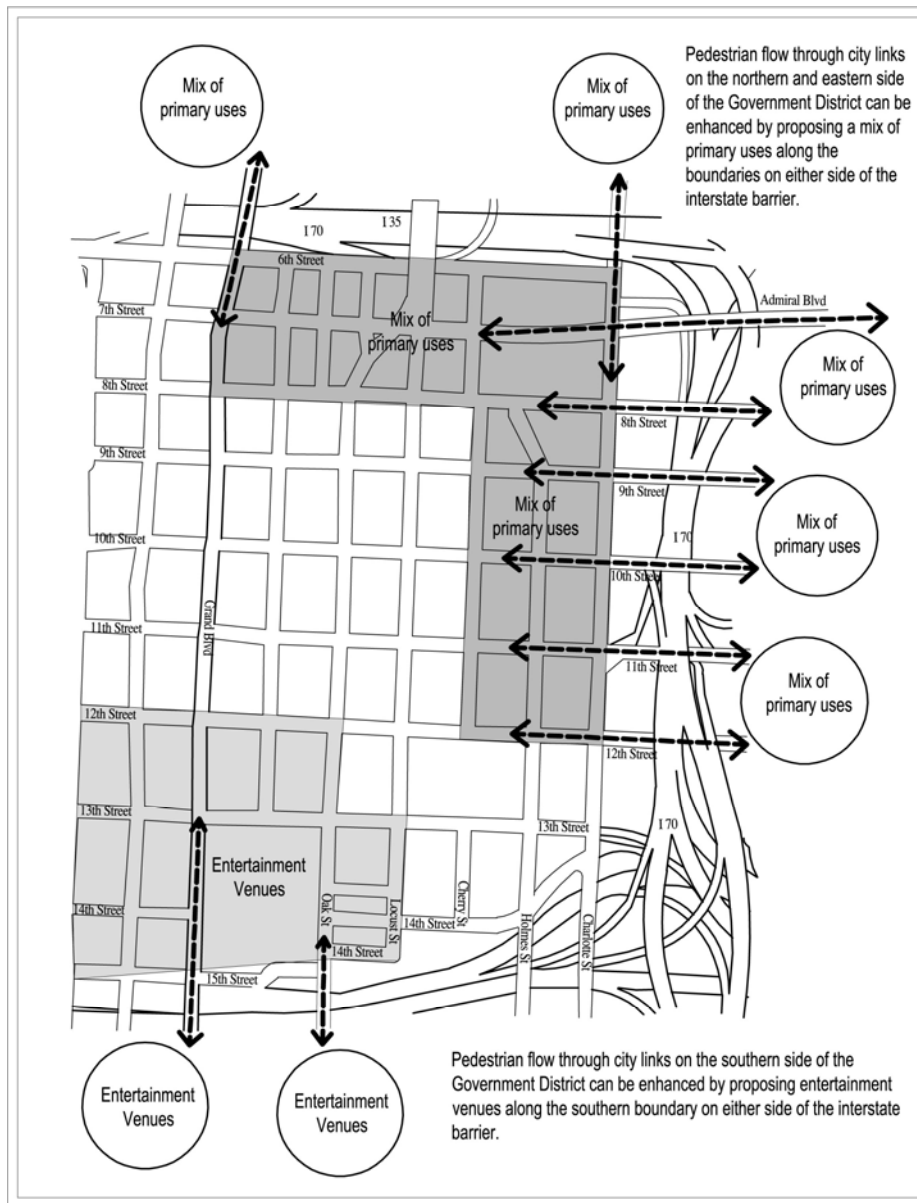 Mix of
primary uses
Mix of
primary uses
Pedestrian flow through city links
on the northern and eastern side
of the Government District can be
enhanced by proposing a mix of
primary uses along the
boundaries on either side of the
interstate barrier.
I 70
I 35
6th Street
7th Street
Admiral Blvd
Mix of
primary uses
8th Street
Mix of
primary uses
8th Street
9th Street
9th Street
Mix of
primary uses
Mix of
primary uses
10th Street
I 70
10th Street
Grand Blvd
11th Street
11th Street
Mix of
primary uses
12th Street
12th Street
13th Street
13th Street
I 70
Entertainment
Venues
Oak St
Locust St
Cherry St
Holmes St
Charlotte St
14th Street
14th Street
14th Street
15th Street
Entertainment
Venues
Entertainment
Venues
Pedestrian flow through city links on the southern side of the
Government District can be enhanced by proposing entertainment
venues along the southern boundary on either side of the interstate
barrier.